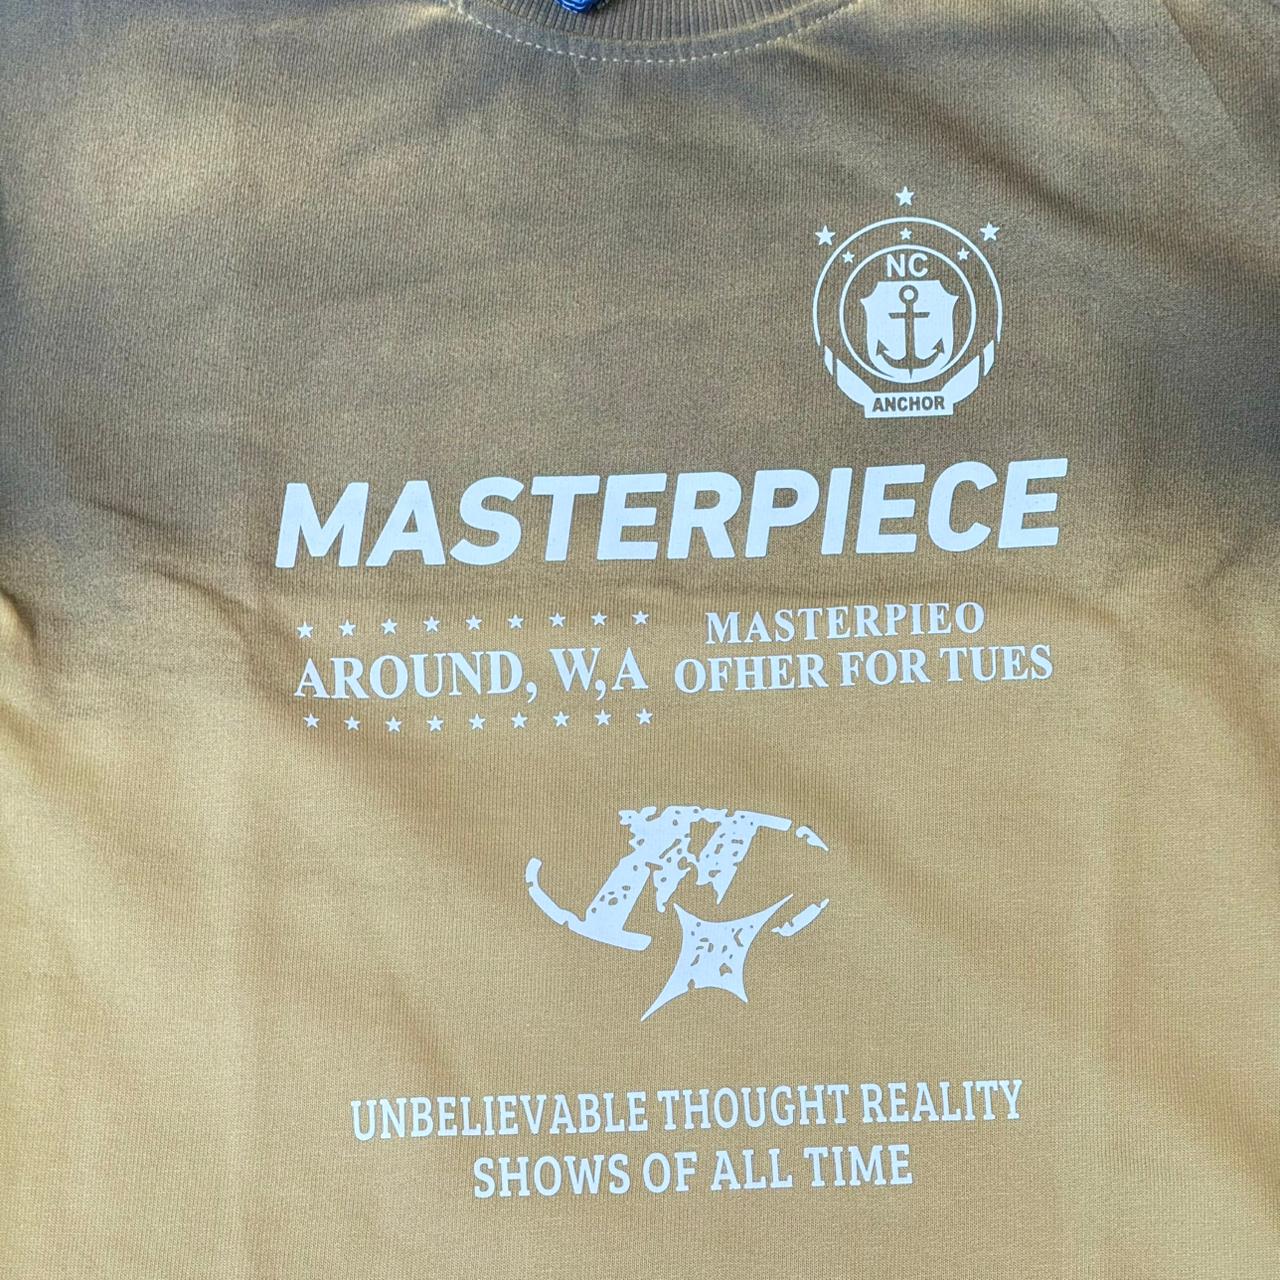 NC
ANCHOR
MASTERPIECE
AROUND, W,A
MASTERPIEO
OFHER FOR TUES
UNBELIEVABLE THOUGHT REALITY
SHOWS OF ALL TIME